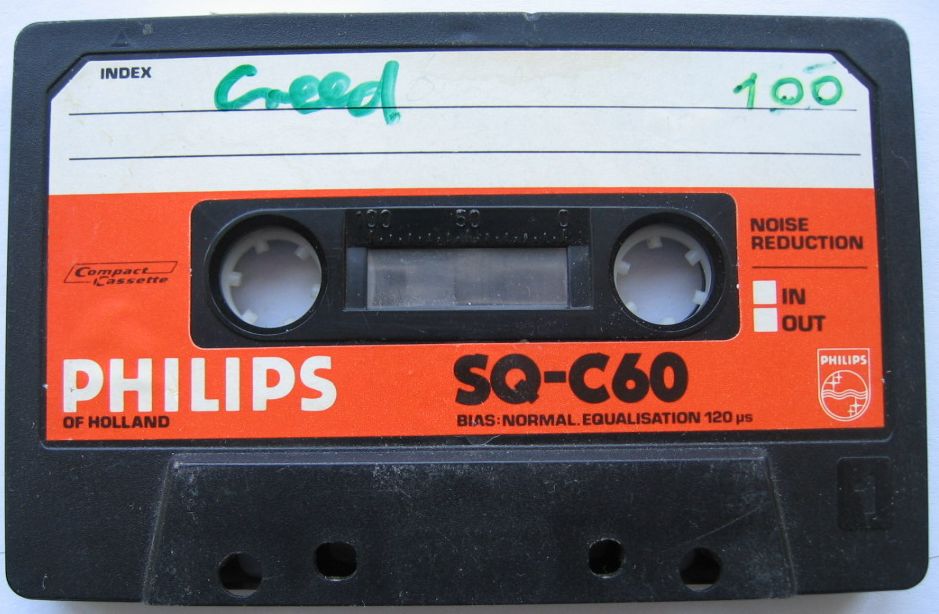 INDEX
Creed 100
100 50 0
NOISE
REDUCTION
Compact
Cassette
IN
OUT
PHILIPS
OF HOLLAND
SQ-C60
BIAS: NORMAL. EQUALISATION 120 µs
PHILIPS
1